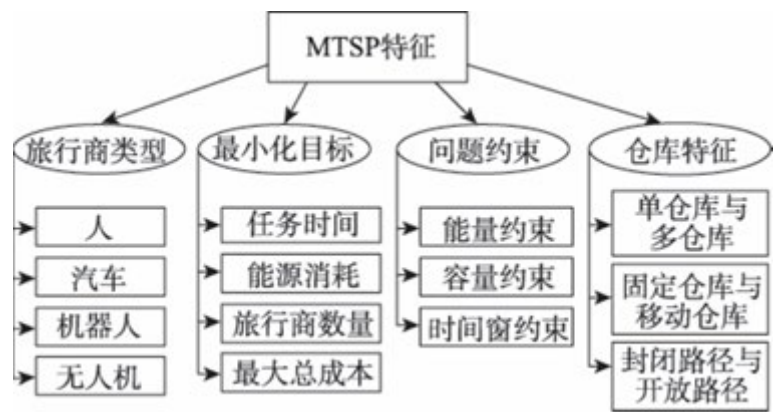 MTSP特征
旅行商类型
最小化目标
问题约束
仓库特征
人
汽车
机器人
无人机
任务时间
能源消耗
旅行商数量
最大总成本
能量约束
容量约束
时间窗约束
单仓库与
多仓库
固定仓库与
移动仓库
封闭路径与
开放路径